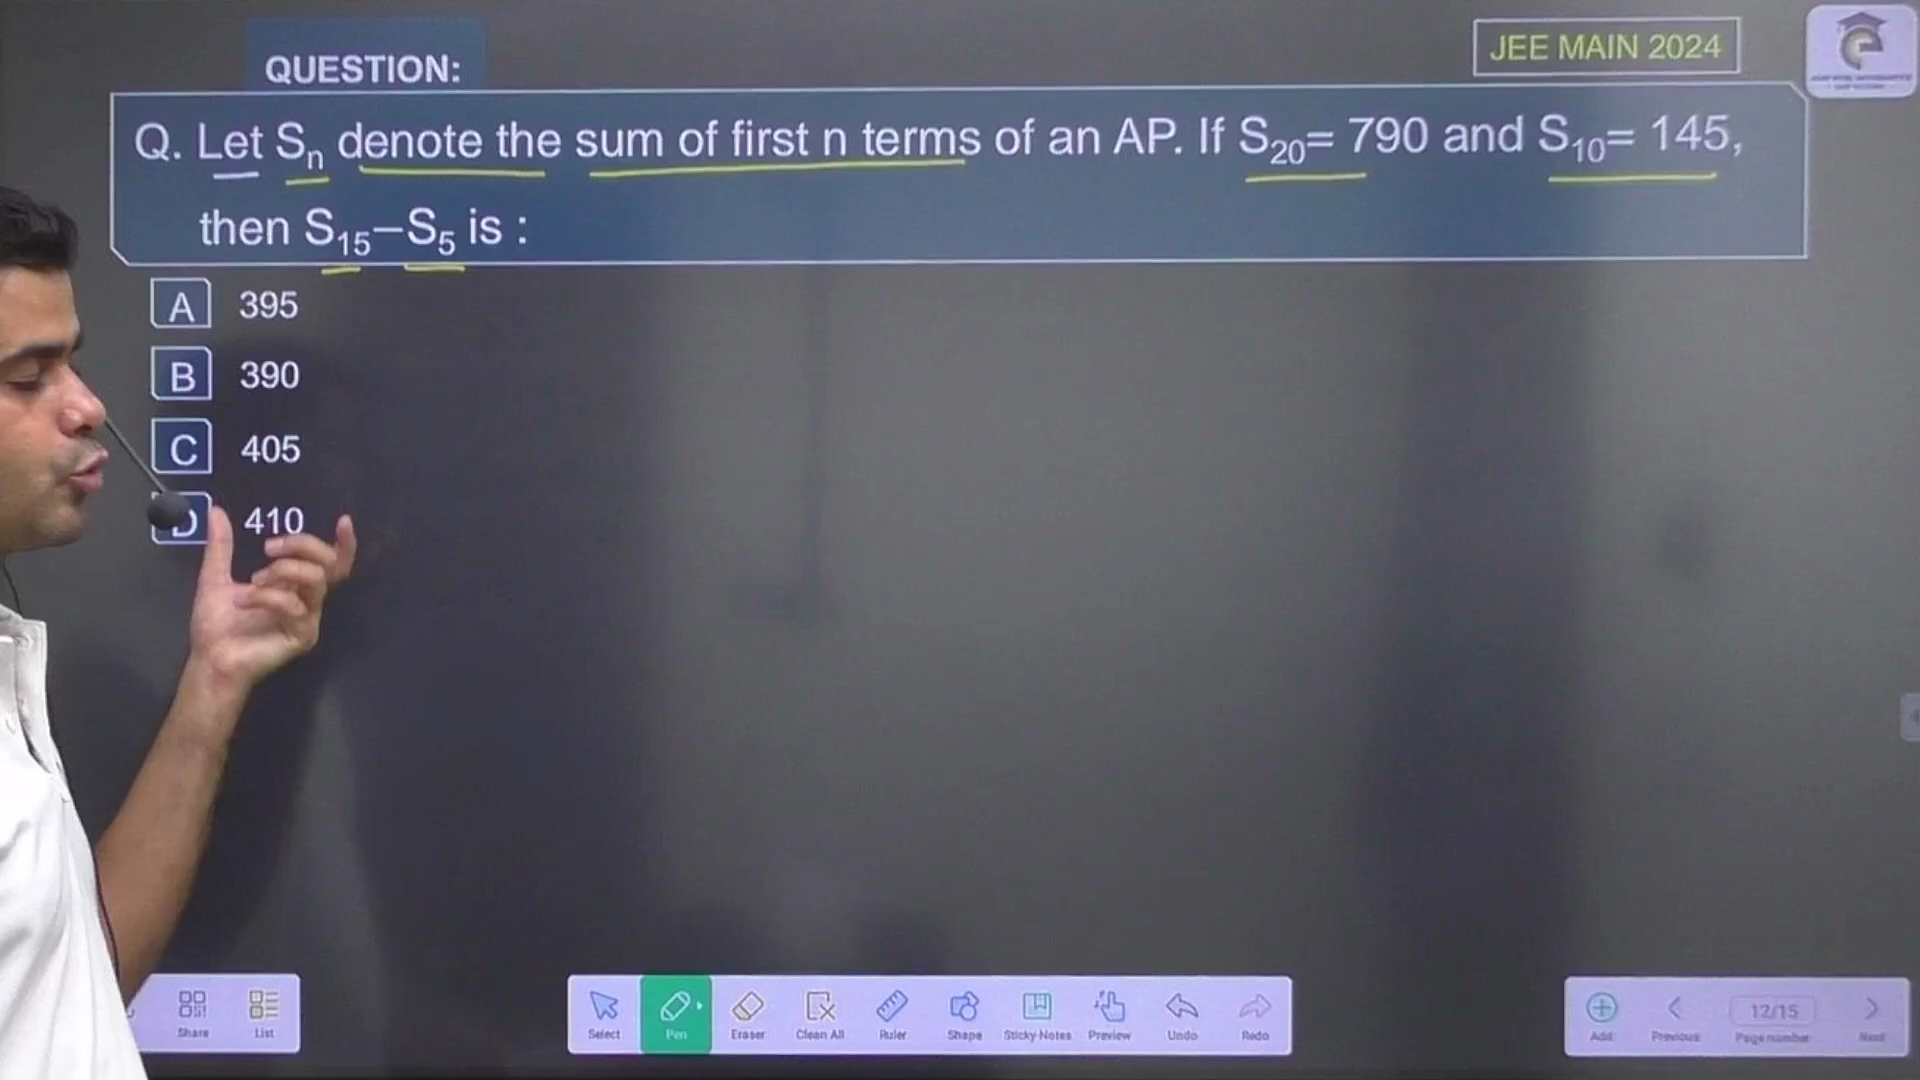 QUESTION:
JEE MAIN 2024
Q. Let Sₙ denote the sum of first n terms of an AP. If S₂₀= 790 and S₁₀= 145,
then S₁₅–S₅ is :
A 395
B 390
C 405
D 410
Share List
Select Pen Eraser Clean All Ruler Shape Sticky Notes Preview Undo Redo
12/15
Add Previous Page number Next